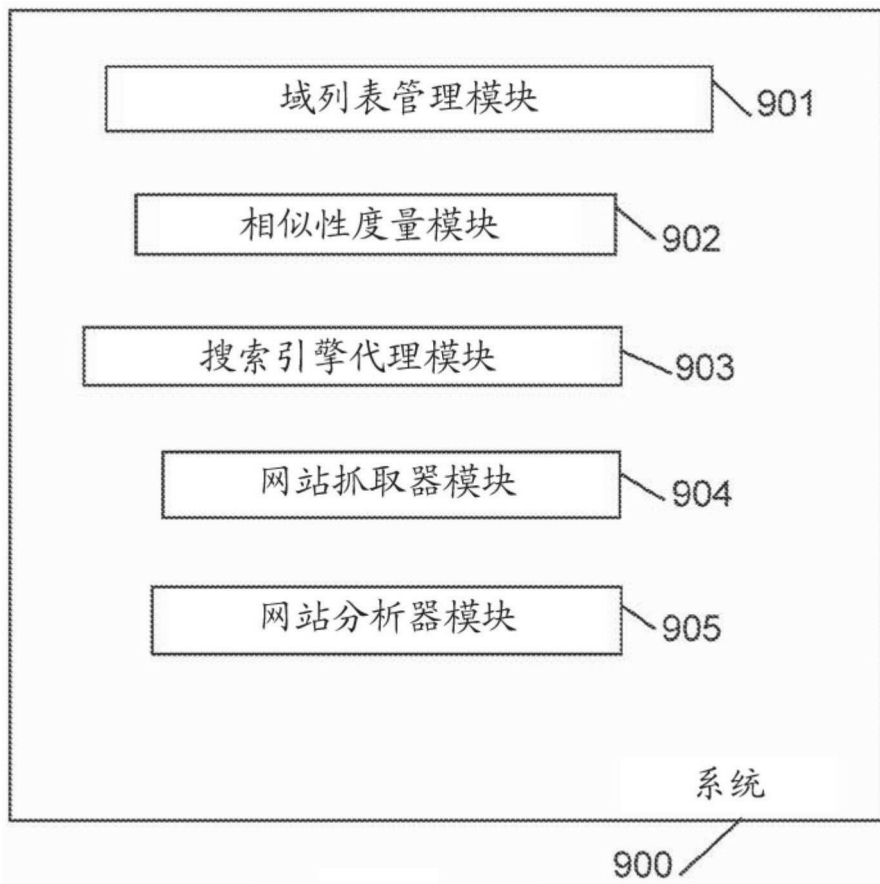 域列表管理模块
901
相似性度量模块
902
搜索引擎代理模块
903
网站抓取器模块
904
网站分析器模块
905
系统
900